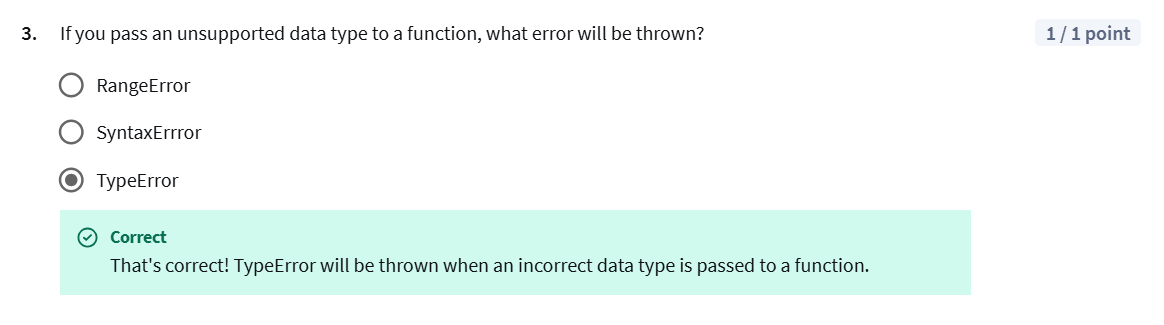 3. If you pass an unsupported data type to a function, what error will be thrown? 1 / 1 point
RangeError
SyntaxErrror
TypeError
Correct
That's correct! TypeError will be thrown when an incorrect data type is passed to a function.